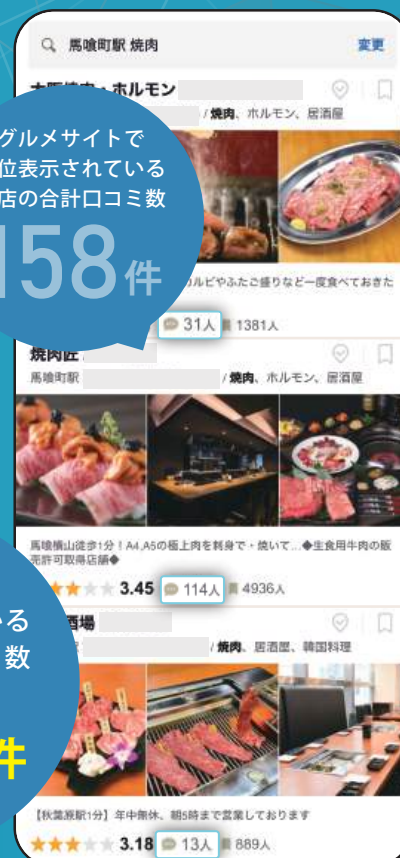 馬喰町駅 焼肉
変更
ホルモン
/ 焼肉、ホルモン、居酒屋
グルメサイトで
位表示されている
店の合計口コミ数
158件
カルビやふたご盛りなど一度食べておきた
31人 1381人
焼肉匠
馬喰町駅 / 焼肉、ホルモン、居酒屋
馬喰横山徒歩1分！A4,A5の極上肉を刺身で・焼いて…◆生食用牛肉の販
売許可取得店舗◆
3.45 114人 4936人
いる
数
件
酒場
/ 焼肉、居酒屋、韓国料理
【秋葉原駅1分】年中無休、朝5時まで営業しております
3.18 13人 889人